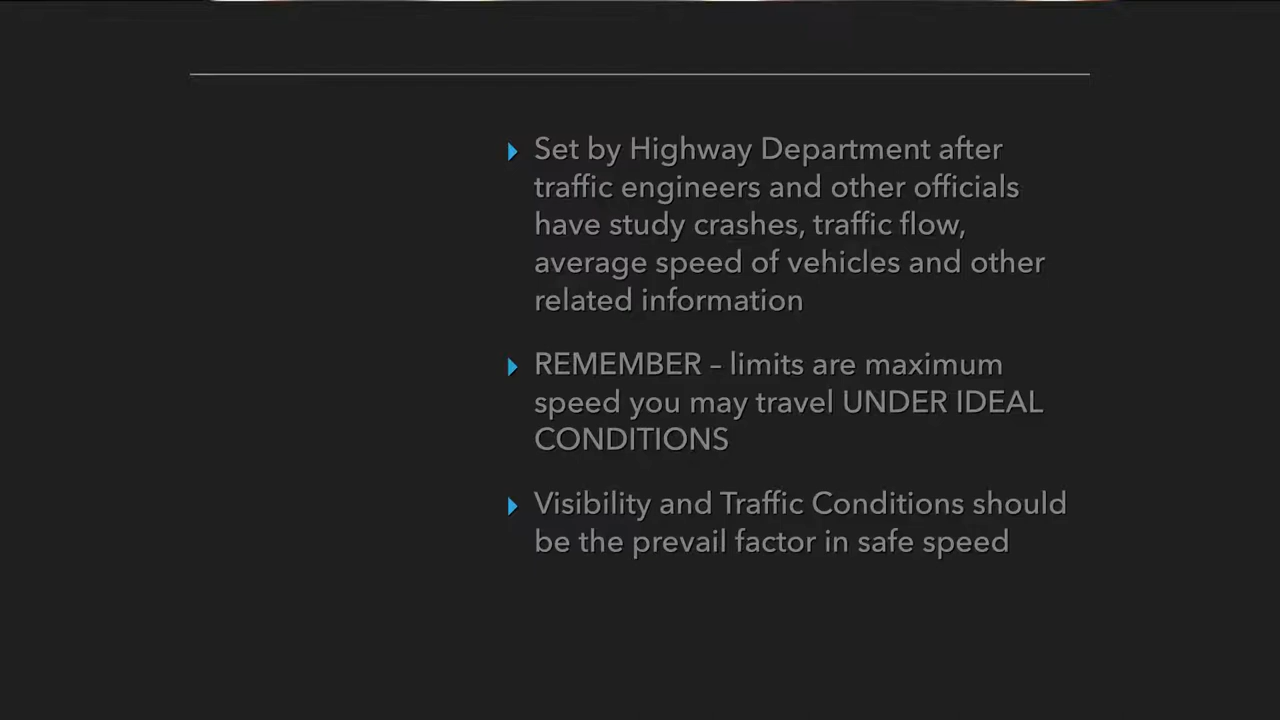 Set by Highway Department after
traffic engineers and other officials
have study crashes, traffic flow,
average speed of vehicles and other
related information
REMEMBER – limits are maximum
speed you may travel UNDER IDEAL
CONDITIONS
Visibility and Traffic Conditions should
be the prevail factor in safe speed